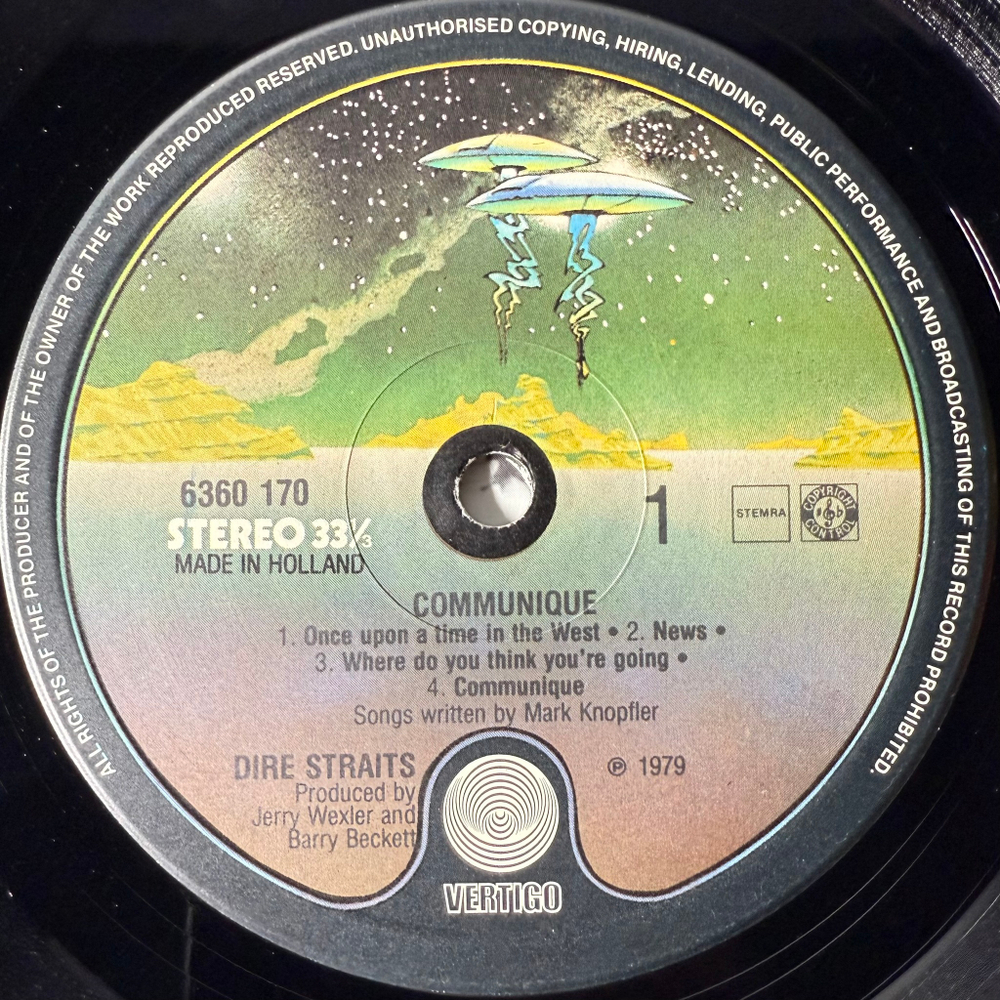 ALL RIGHTS OF THE PRODUCER AND OF THE OWNER OF THE WORK REPRODUCED RESERVED. UNAUTHORISED COPYING, HIRING, LENDING, PUBLIC PERFORMANCE AND BROADCASTING OF THIS RECORD PROHIBITED.
6360 170
STEREO 33⅓
MADE IN HOLLAND
1
STEMRA
COPYRIGHT
CONTROL
COMMUNIQUE
1. Once upon a time in the West • 2. News •
3. Where do you think you're going •
4. Communique
Songs written by Mark Knopfler
DIRE STRAITS
Produced by
Jerry Wexler and
Barry Beckett
℗ 1979
VERTIGO